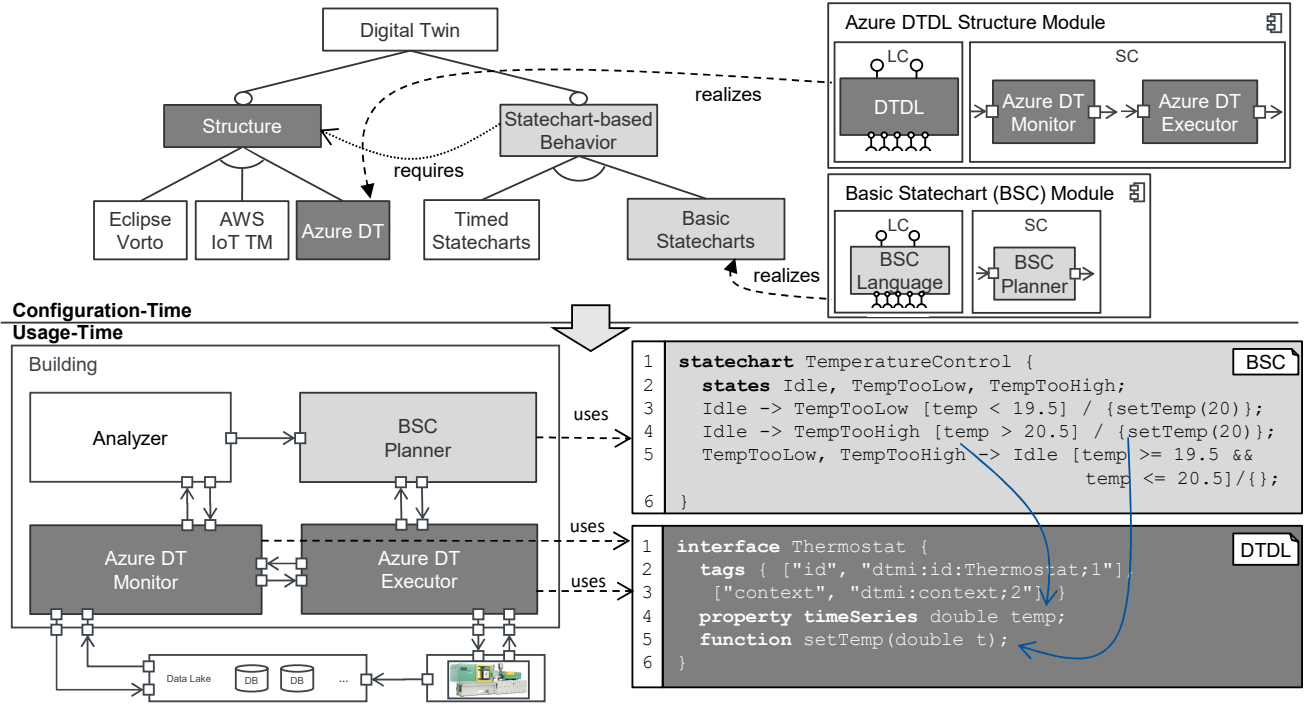 Digital Twin
Structure
Statechart-based
Behavior
requires
realizes
Eclipse
Vorto
AWS
IoT TM
Azure DT
Timed
Statecharts
Basic
Statecharts
realizes
Azure DTDL Structure Module
LC
DTDL
SC
Azure DT
Monitor
Azure DT
Executor
Basic Statechart (BSC) Module
LC
BSC
Language
SC
BSC
Planner
Configuration-Time
Usage-Time
Building
Analyzer
BSC
Planner
Azure DT
Monitor
Azure DT
Executor
uses
uses
uses
Data Lake
DB
DB
...
BSC
1 statechart TemperatureControl {
2 states Idle, TempTooLow, TempTooHigh;
3 Idle -> TempTooLow [temp < 19.5] / {setTemp(20)};
4 Idle -> TempTooHigh [temp > 20.5] / {setTemp(20)};
5 TempTooLow, TempTooHigh -> Idle [temp >= 19.5 &&
temp <= 20.5]/{};
6 }
DTDL
1 interface Thermostat {
2 tags { ["id", "dtmi:id:Thermostat;1"],
3 ["context", "dtmi:context;2"] }
4 property timeSeries double temp;
5 function setTemp(double t);
6 }